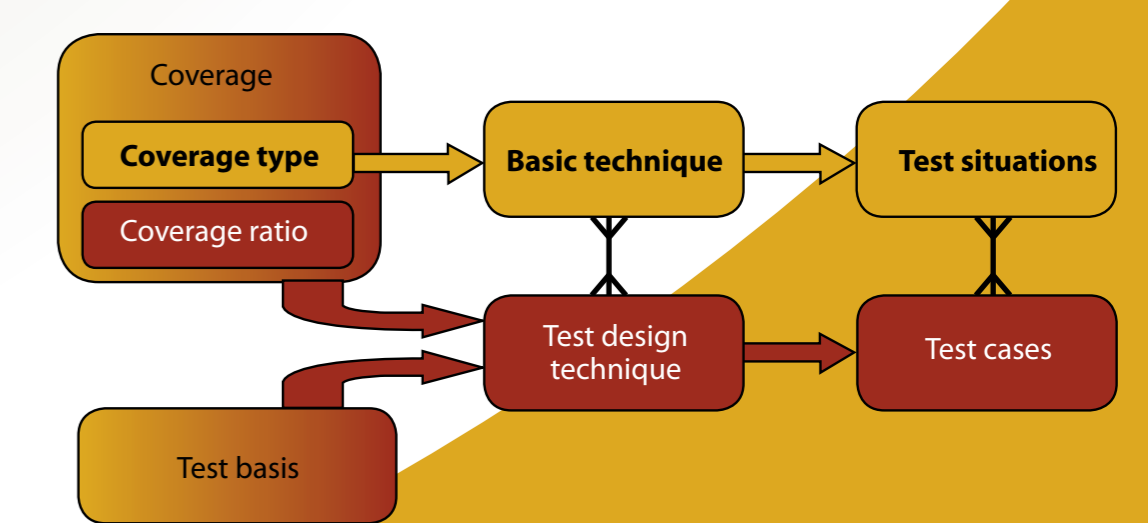 Coverage
Coverage type
Basic technique
Test situations
Coverage ratio
Test design
technique
Test cases
Test basis